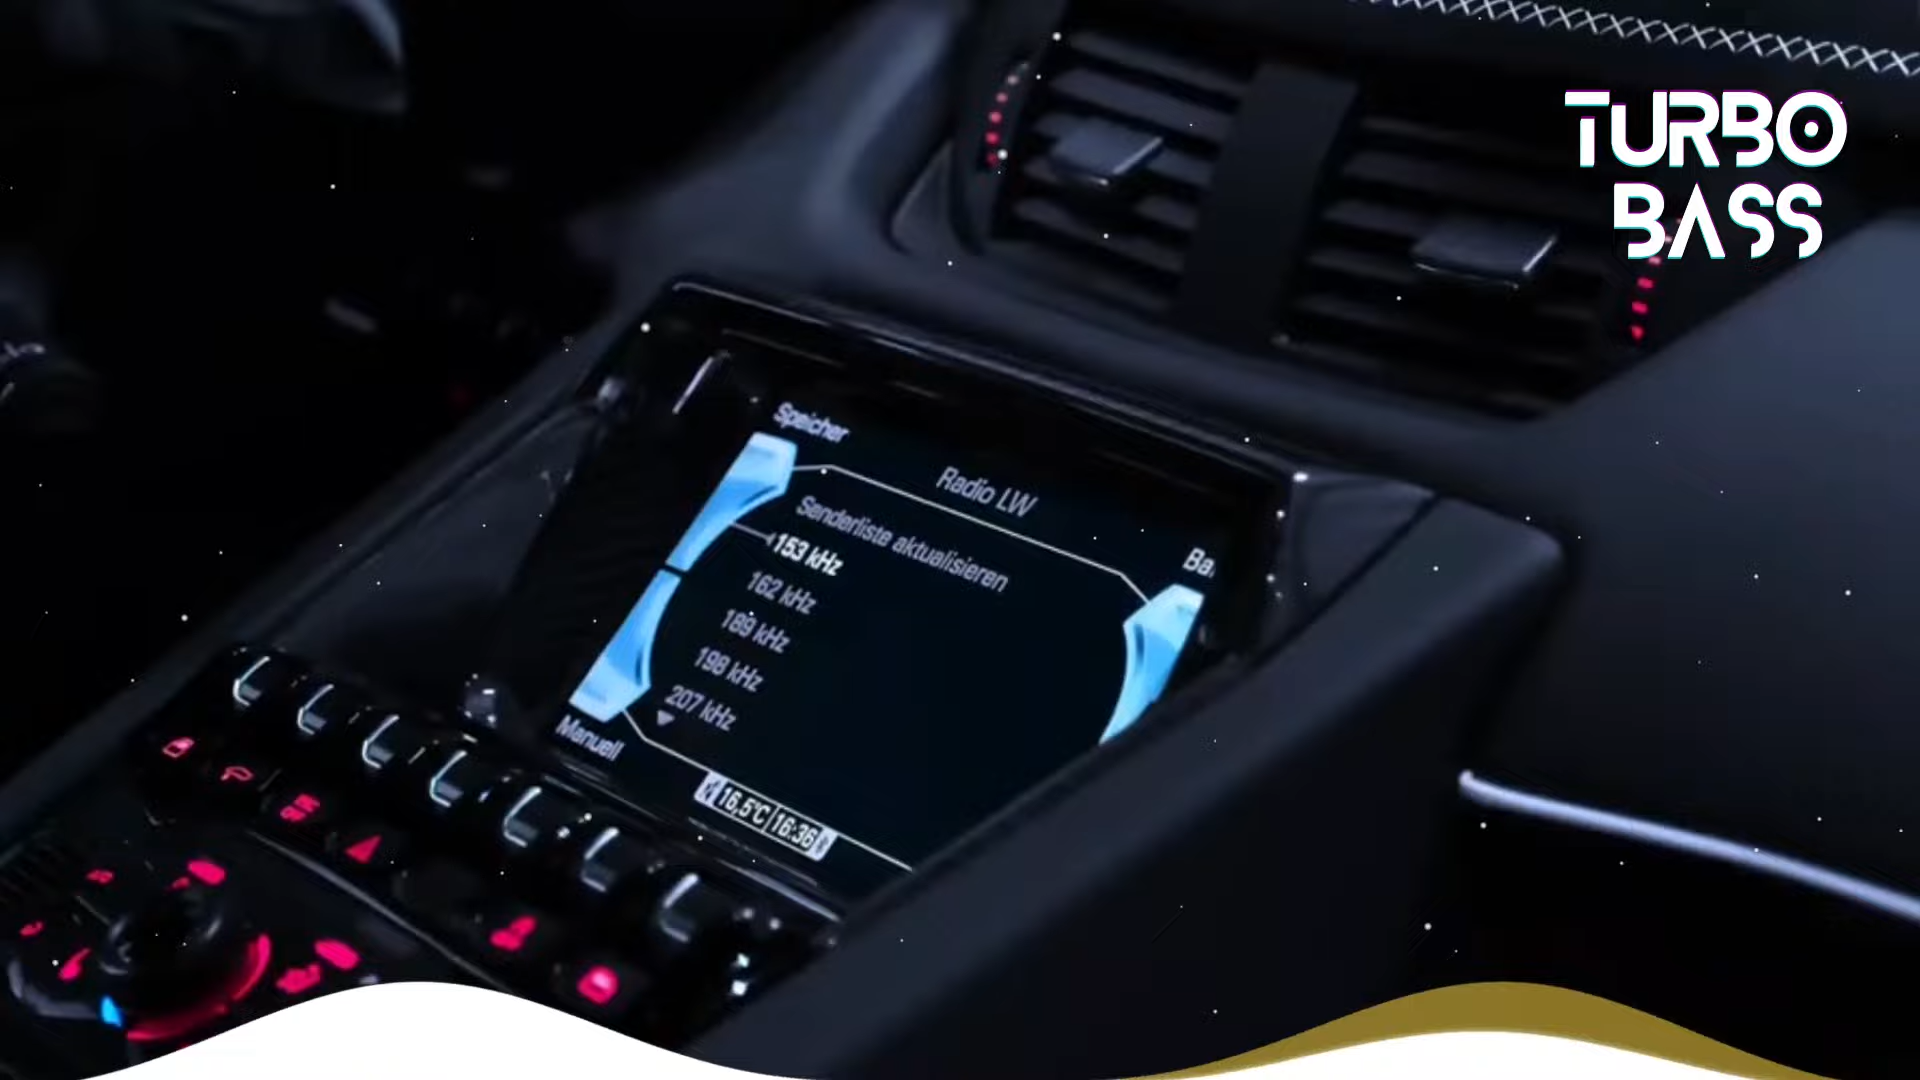 TURBO
BASS
Speicher
Radio LW
Senderliste aktualisieren
153 kHz
162 kHz
189 kHz
198 kHz
207 kHz
Manuell
16,5°C 16:36